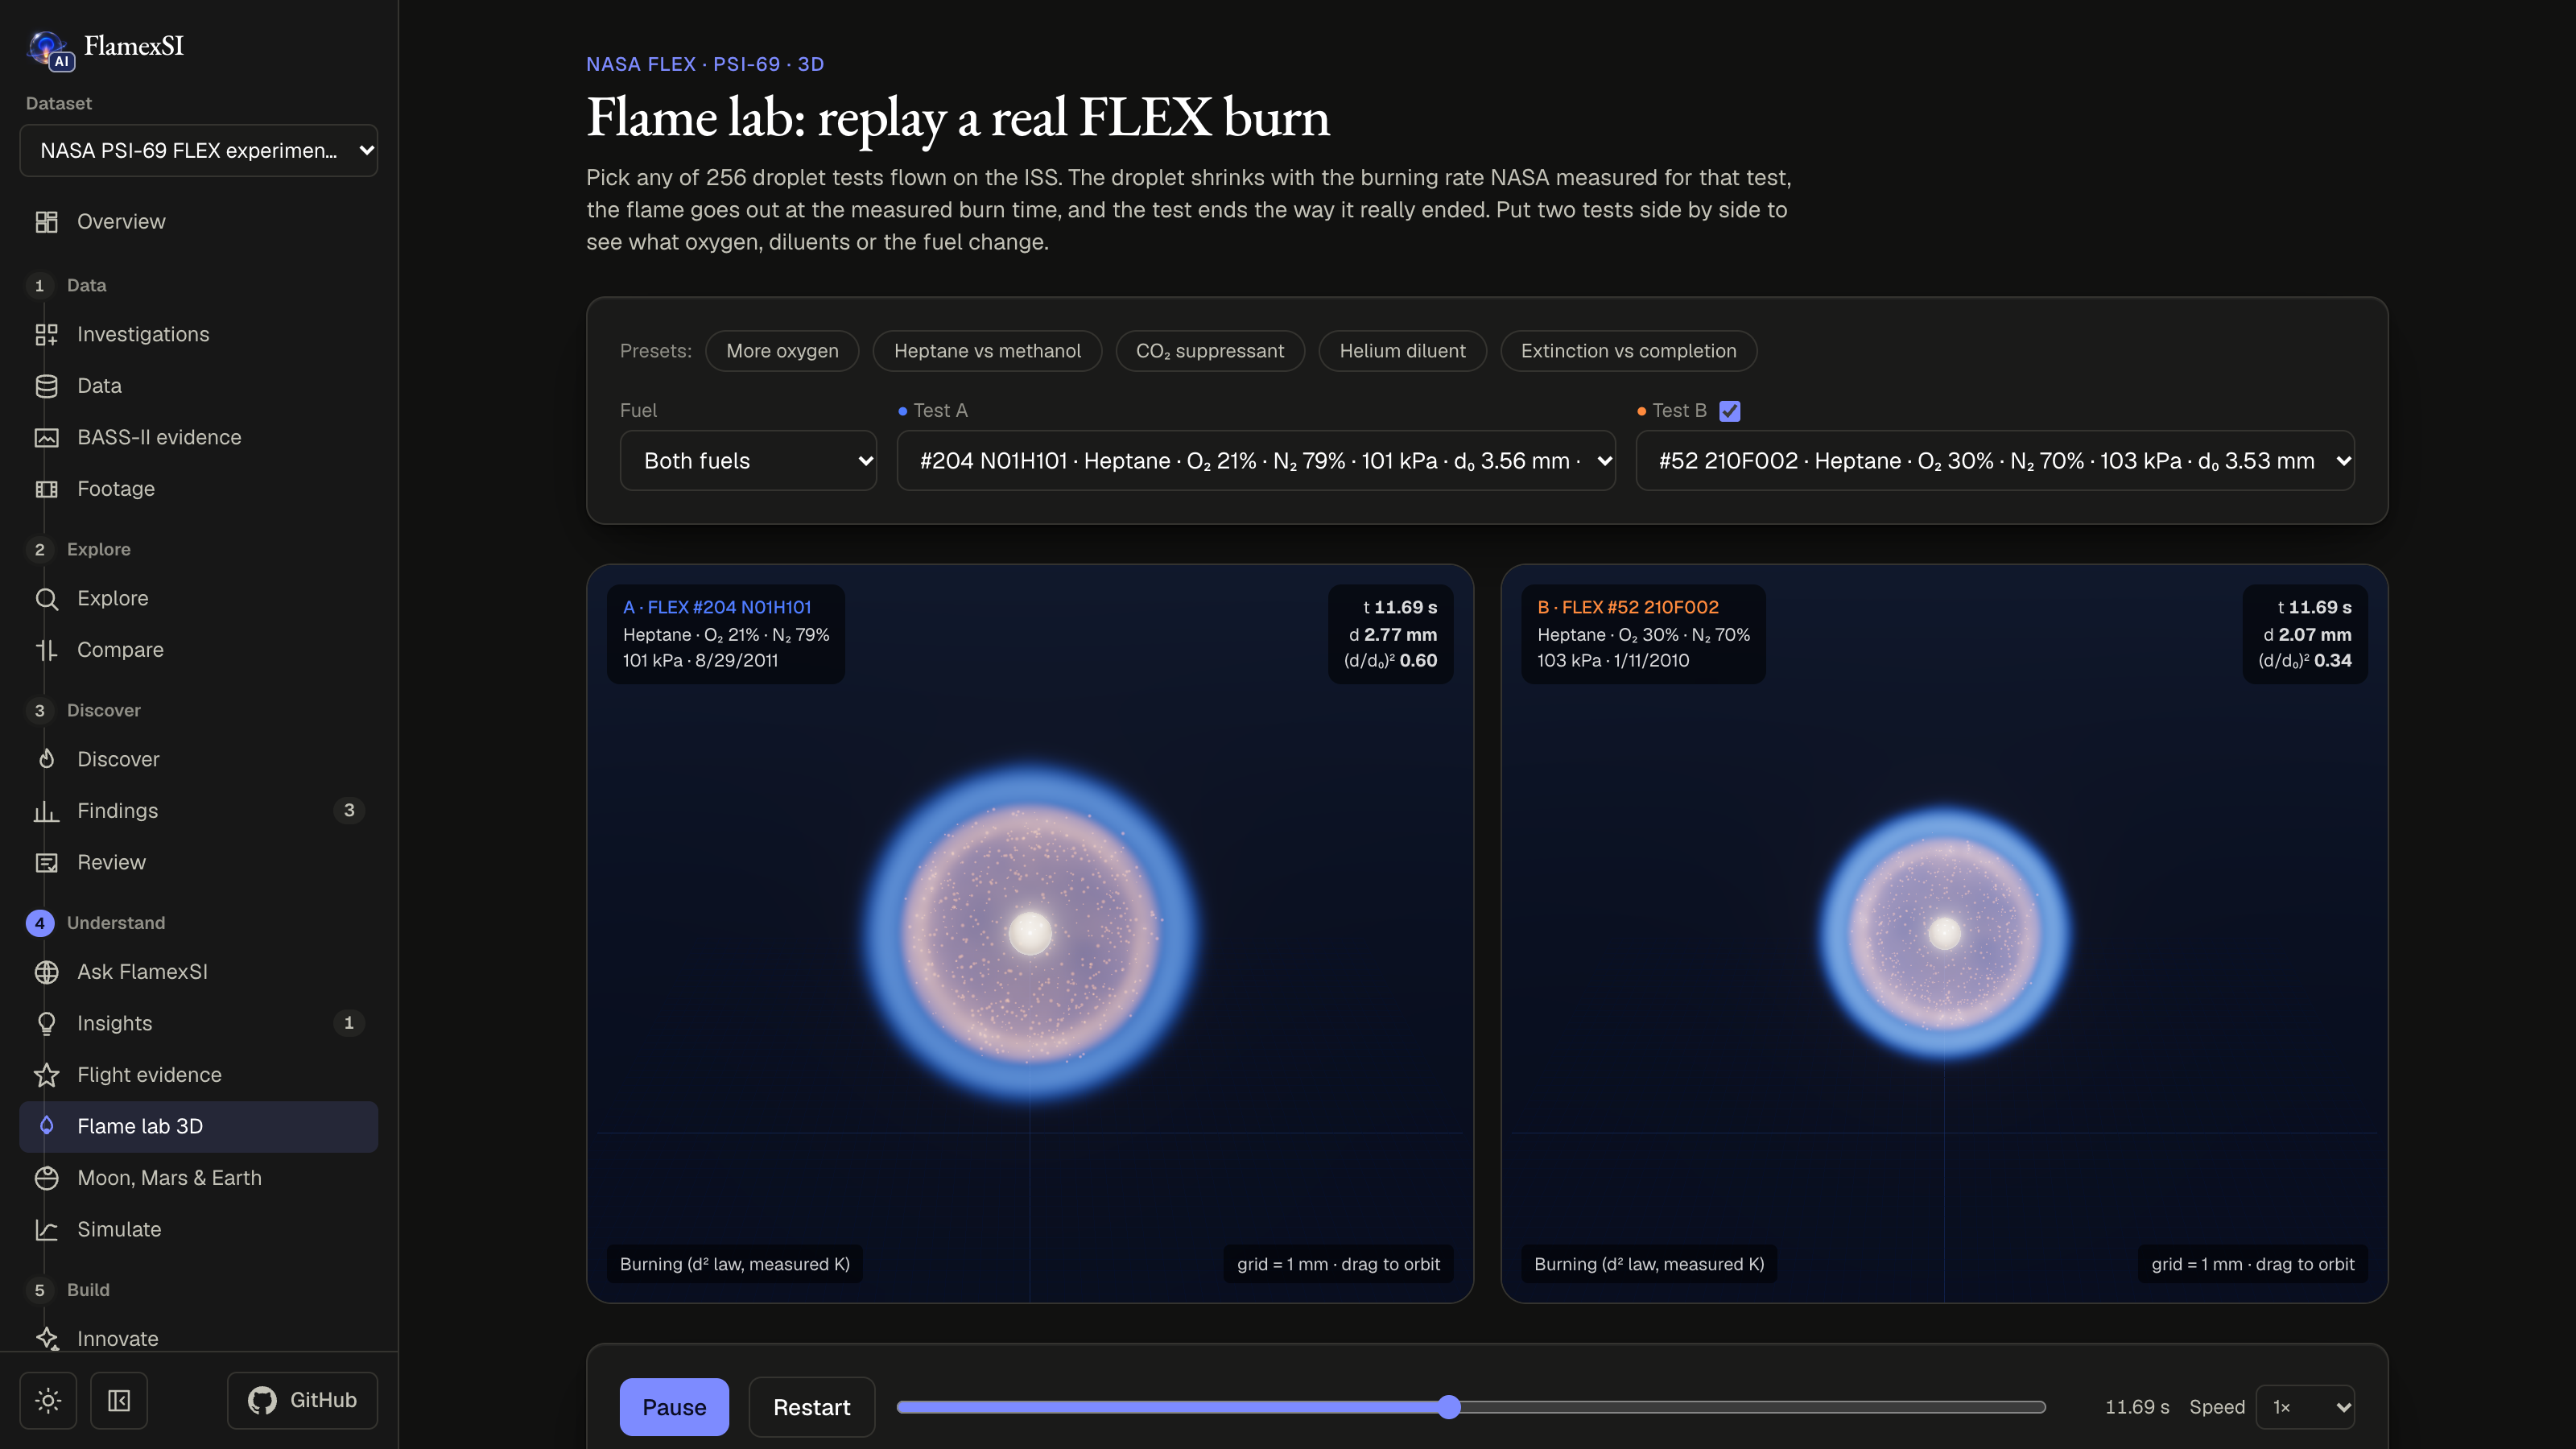 FlamexSI
AI
Dataset
NASA PSI-69 FLEX experimen...
Overview
1 Data
Investigations
Data
BASS-II evidence
Footage
2 Explore
Explore
Compare
3 Discover
Discover
Findings 3
Review
4 Understand
Ask FlamexSI
Insights 1
Flight evidence
Flame lab 3D
Moon, Mars & Earth
Simulate
5 Build
Innovate
GitHub
NASA FLEX · PSI-69 · 3D
Flame lab: replay a real FLEX burn
Pick any of 256 droplet tests flown on the ISS. The droplet shrinks with the burning rate NASA measured for that test,
the flame goes out at the measured burn time, and the test ends the way it really ended. Put two tests side by side to
see what oxygen, diluents or the fuel change.
Presets: More oxygen Heptane vs methanol CO₂ suppressant Helium diluent Extinction vs completion
Fuel Test A Test B
Both fuels #204 N01H101 · Heptane · O₂ 21% · N₂ 79% · 101 kPa · d₀ 3.56 mm · #52 210F002 · Heptane · O₂ 30% · N₂ 70% · 103 kPa · d₀ 3.53 mm
A · FLEX #204 N01H101
Heptane · O₂ 21% · N₂ 79%
101 kPa · 8/29/2011
t 11.69 s
d 2.77 mm
(d/d₀)² 0.60
Burning (d² law, measured K)
grid = 1 mm · drag to orbit
B · FLEX #52 210F002
Heptane · O₂ 30% · N₂ 70%
103 kPa · 1/11/2010
t 11.69 s
d 2.07 mm
(d/d₀)² 0.34
Burning (d² law, measured K)
grid = 1 mm · drag to orbit
Pause Restart 11.69 s Speed 1×